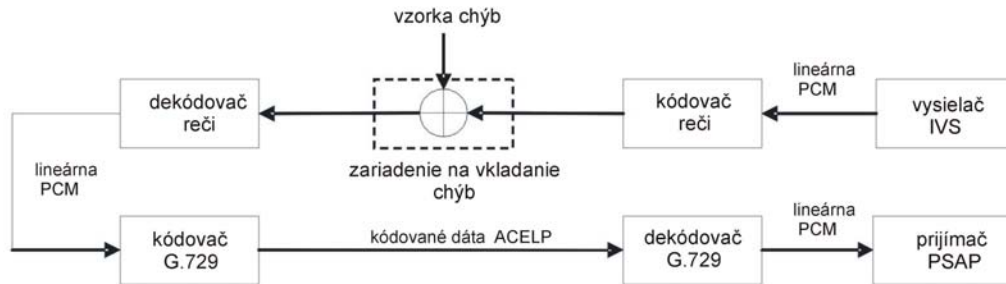 vzorka chýb
dekódovač
reči
kódovač
reči
lineárna
PCM
vysielač
IVS
zariadenie na vkladanie
chýb
lineárna
PCM
kódovač
G.729
kódované dáta ACELP
dekódovač
G.729
lineárna
PCM
prijímač
PSAP